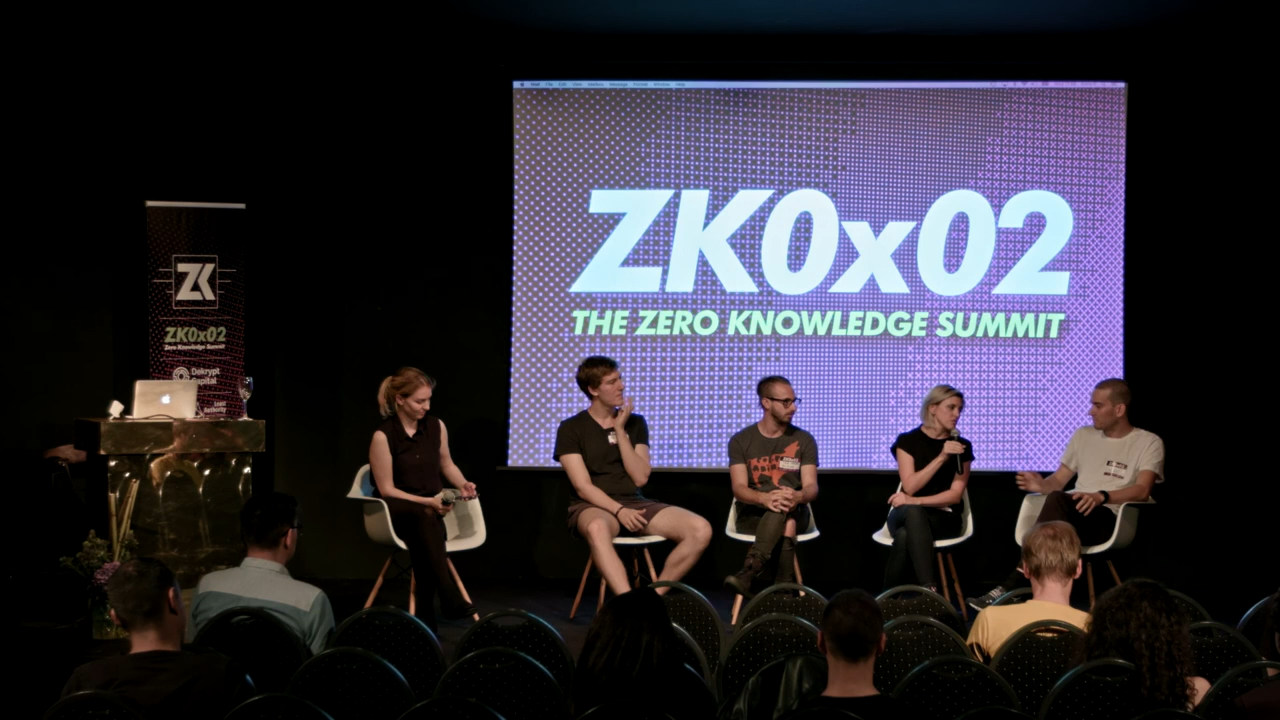 ZK0x02
THE ZERO KNOWLEDGE SUMMIT
ZK
ZK0x02
Zero Knowledge Summit
Dekrypt
Capital